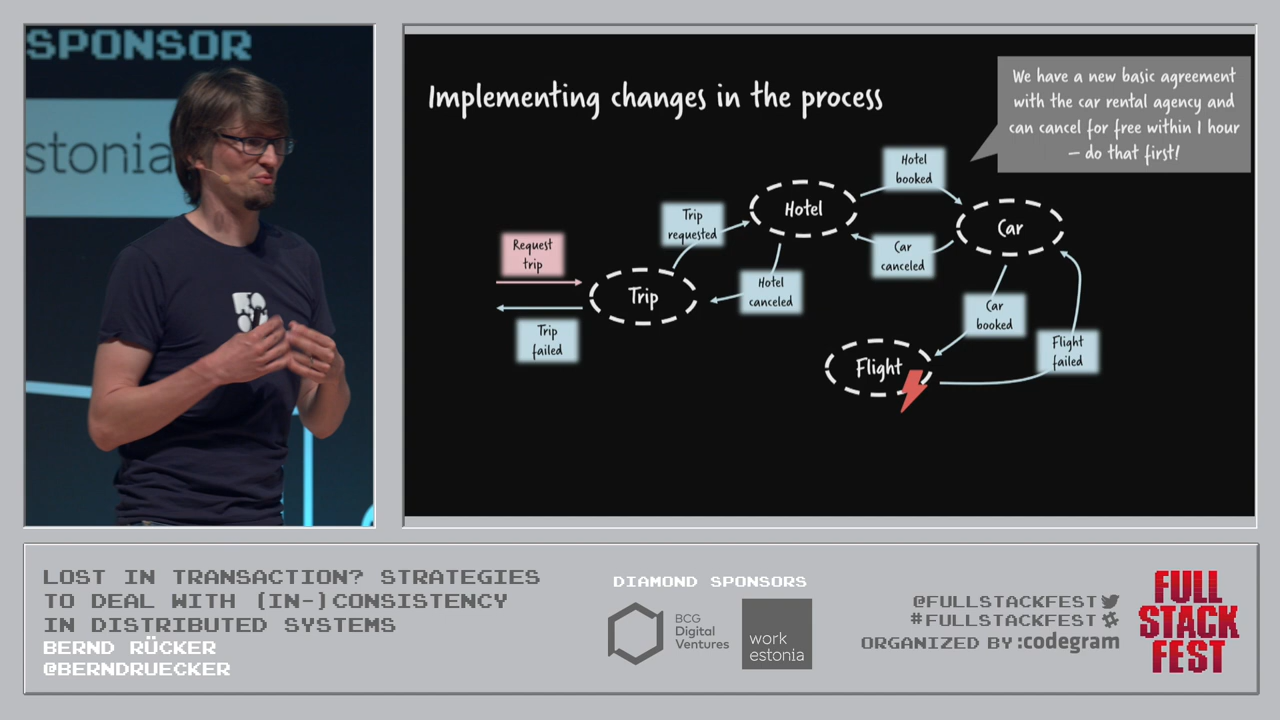 SPONSOR
estonia
Implementing changes in the process
We have a new basic agreement
with the car rental agency and
can cancel for free within 1 hour
– do that first!
Hotel
booked
Hotel
Trip
requested
Car
Request
trip
Car
canceled
Hotel
canceled
Trip
Car
booked
Trip
failed
Flight
failed
Flight
LOST IN TRANSACTION? STRATEGIES
TO DEAL WITH (IN-)CONSISTENCY
IN DISTRIBUTED SYSTEMS
BERND RÜCKER
@BERNDRUECKER
DIAMOND SPONSORS
BCG
Digital
Ventures
work
estonia
@FULLSTACKFEST
#FULLSTACKFEST
ORGANIZED BY :codegram
FULL
STACK
FEST